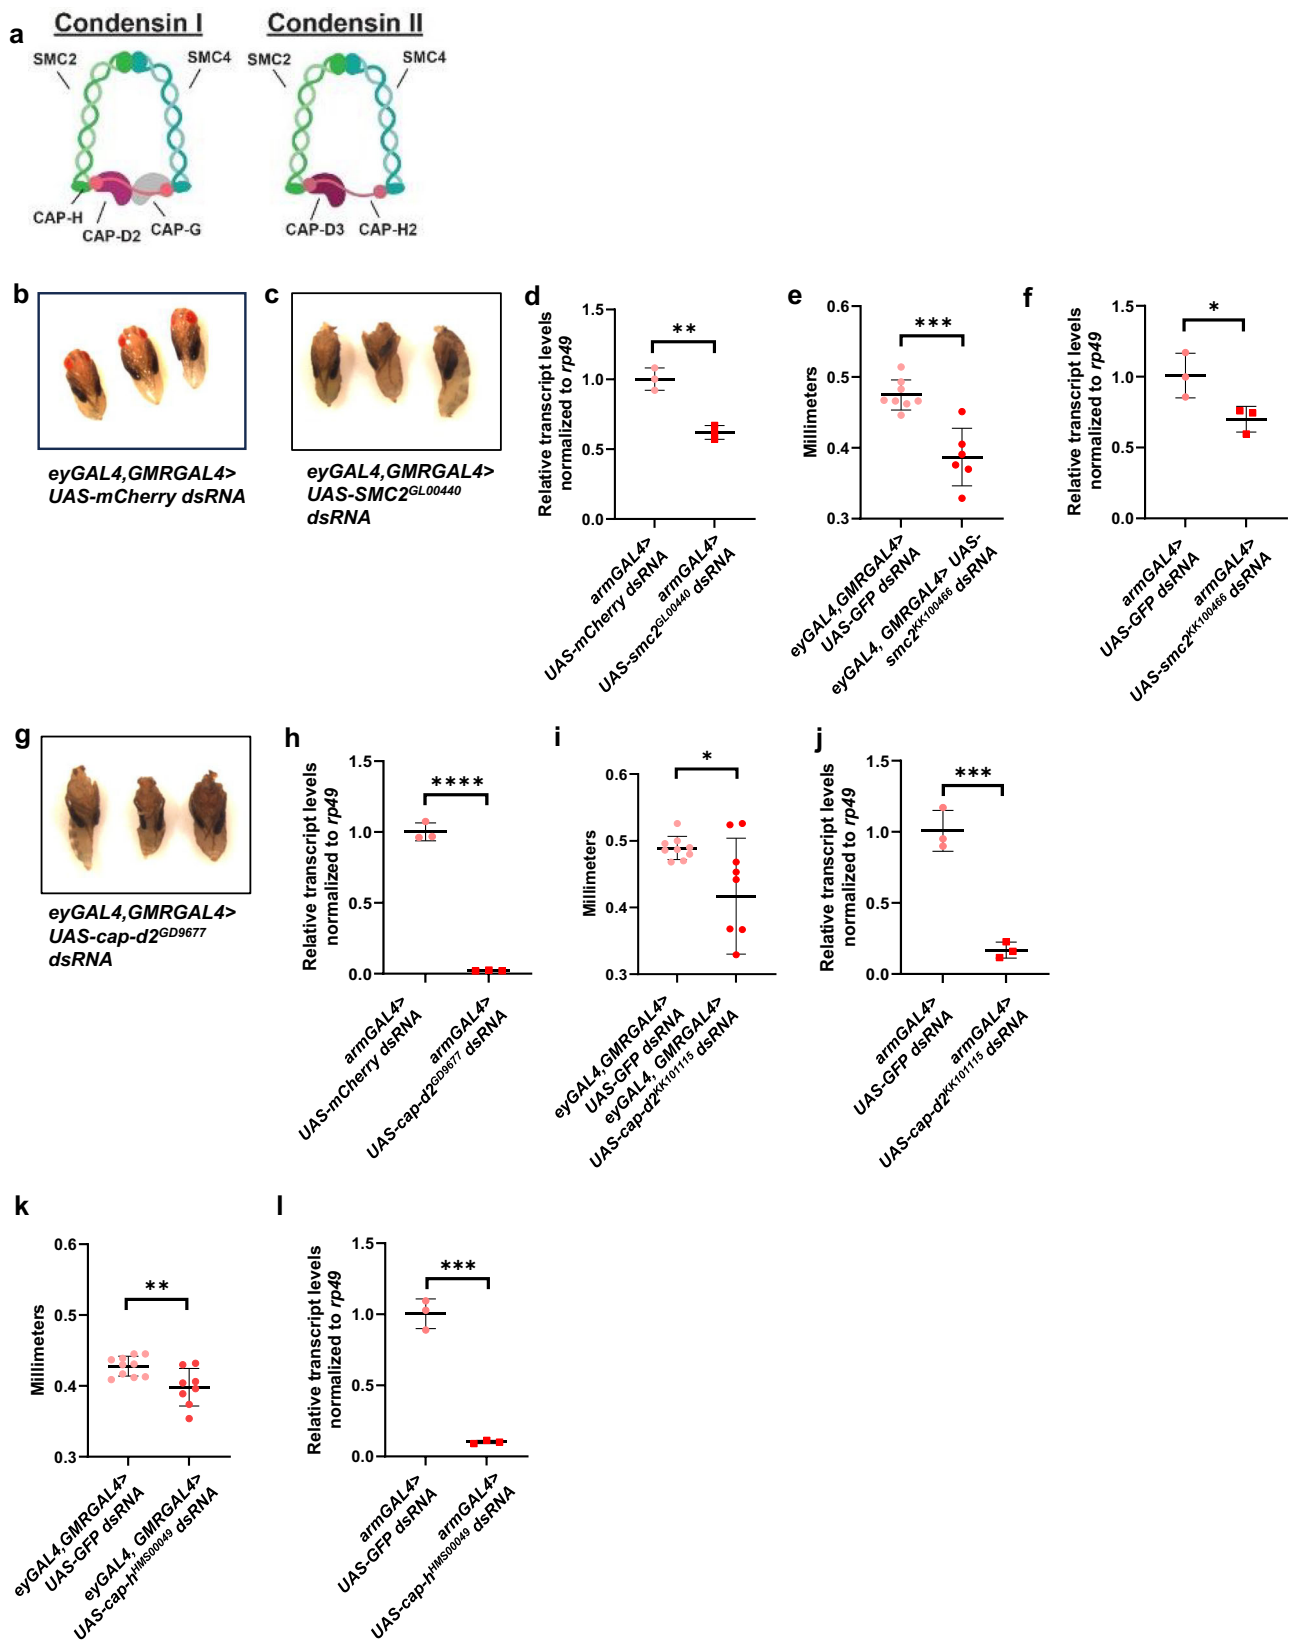 a
Condensin I
Condensin II
SMC2
SMC4
SMC2
SMC4
CAP-H
CAP-D2
CAP-G
CAP-D3
CAP-H2
b
eyGAL4,GMRGAL4>
UAS-mCherry dsRNA
c
eyGAL4,GMRGAL4>
UAS-SMC2GL00440
dsRNA
d
Relative transcript levels
normalized to rp49
1.5
1.0
0.5
0.0
**
armGAL4>
UAS-mCherry dsRNA
armGAL4>
UAS-smc2GL00440 dsRNA
e
Millimeters
0.6
0.5
0.4
0.3
***
eyGAL4,GMRGAL4>
UAS-GFP dsRNA
eyGAL4, GMRGAL4> UAS-
smc2KK100466 dsRNA
f
Relative transcript levels
normalized to rp49
1.5
1.0
0.5
0.0
*
armGAL4>
UAS-GFP dsRNA
armGAL4>
UAS-smc2KK100466 dsRNA
g
eyGAL4,GMRGAL4>
UAS-cap-d2GD9677
dsRNA
h
Relative transcript levels
normalized to rp49
1.5
1.0
0.5
0.0
****
armGAL4>
UAS-mCherry dsRNA
armGAL4>
UAS-cap-d2GD9677 dsRNA
i
Millimeters
0.6
0.5
0.4
0.3
*
eyGAL4,GMRGAL4>
UAS-GFP dsRNA
eyGAL4, GMRGAL4>
UAS-cap-d2KK101115 dsRNA
j
Relative transcript levels
normalized to rp49
1.5
1.0
0.5
0.0
***
armGAL4>
UAS-GFP dsRNA
armGAL4>
UAS-cap-d2KK101115 dsRNA
k
Millimeters
0.6
0.5
0.4
0.3
**
eyGAL4,GMRGAL4>
UAS-GFP dsRNA
eyGAL4, GMRGAL4>
UAS-cap-hHMS00049 dsRNA
l
Relative transcript levels
normalized to rp49
1.5
1.0
0.5
0.0
***
armGAL4>
UAS-GFP dsRNA
armGAL4>
UAS-cap-hHMS00049 dsRNA